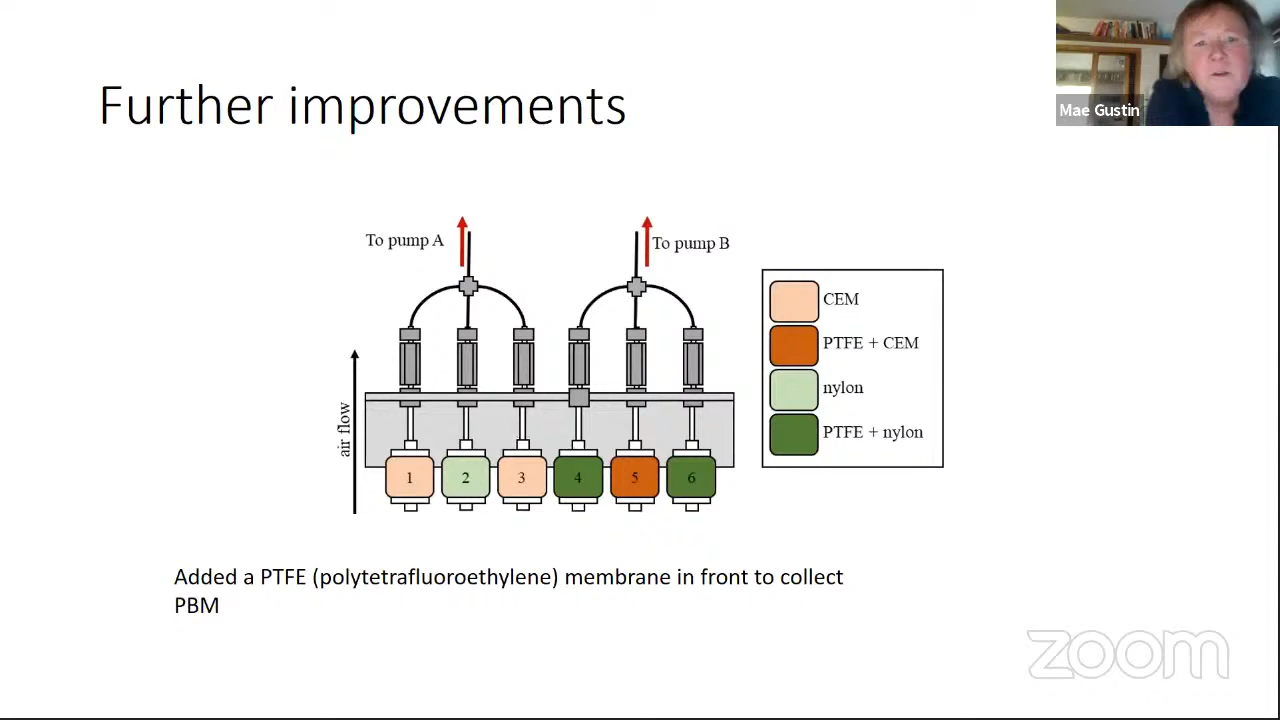 Further improvements
Mae Gustin
To pump A
To pump B
CEM
PTFE + CEM
nylon
PTFE + nylon
air flow
1 2 3 4 5 6
Added a PTFE (polytetrafluoroethylene) membrane in front to collect
PBM
zoom